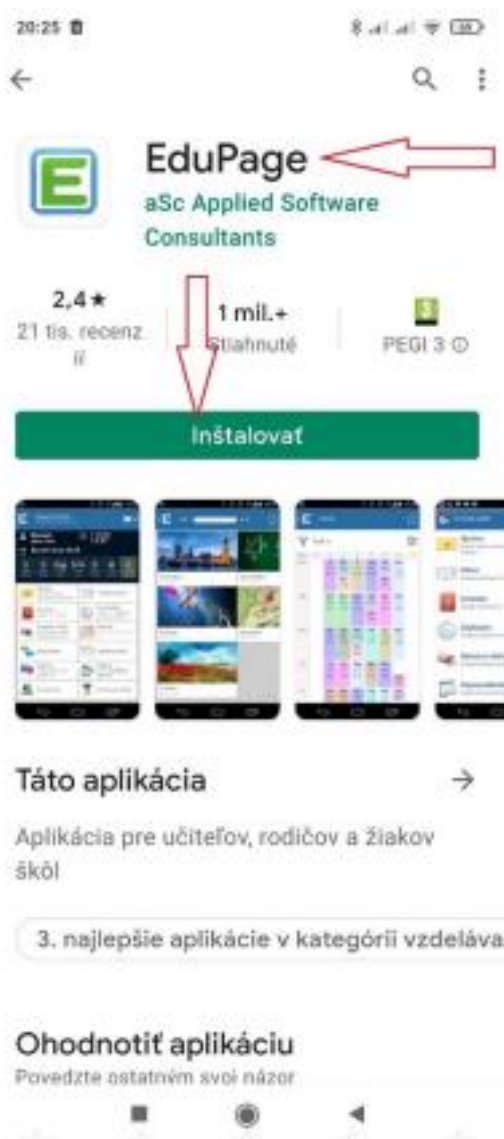 20:25
EduPage
aSc Applied Software
Consultants
2,4★
21 tis. recenz
ií
1 mil.+
Stiahnuté
3
PEGI 3
Inštalovať
Táto aplikácia
Aplikácia pre učiteľov, rodičov a žiakov
škôl
3. najlepšie aplikácie v kategórii vzdeláva
Ohodnotiť aplikáciu
Povedzte ostatným svoj názor